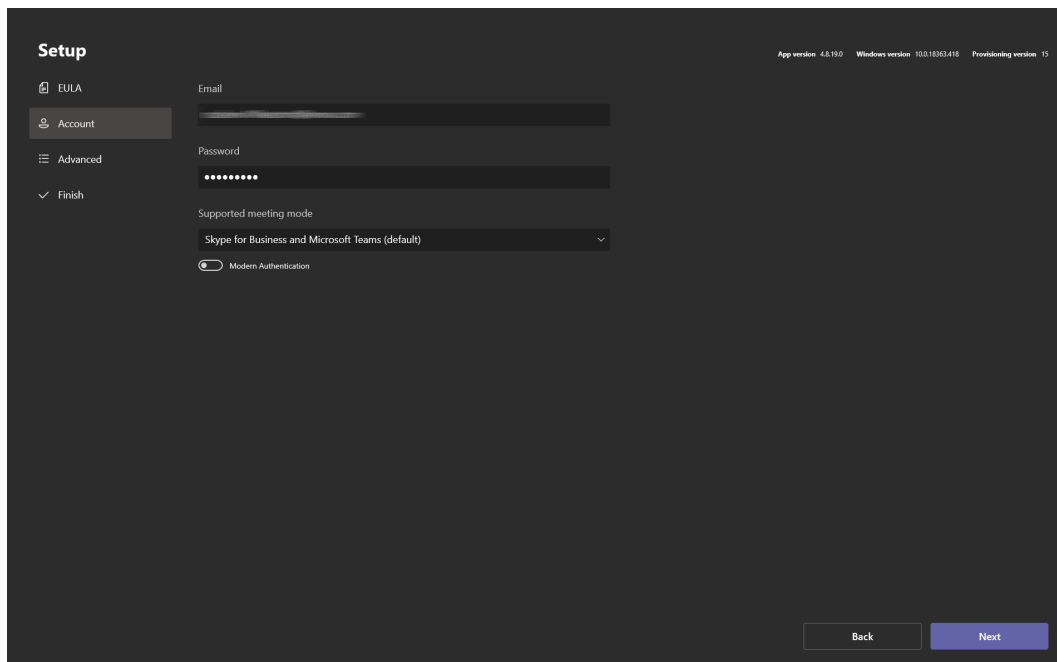 Setup
App version 4.8.19.0 Windows version 10.0.18363.418 Provisioning version 15
EULA
Account
Advanced
Finish
Email
Password
•••••••••
Supported meeting mode
Skype for Business and Microsoft Teams (default)
Modern Authentication
Back
Next